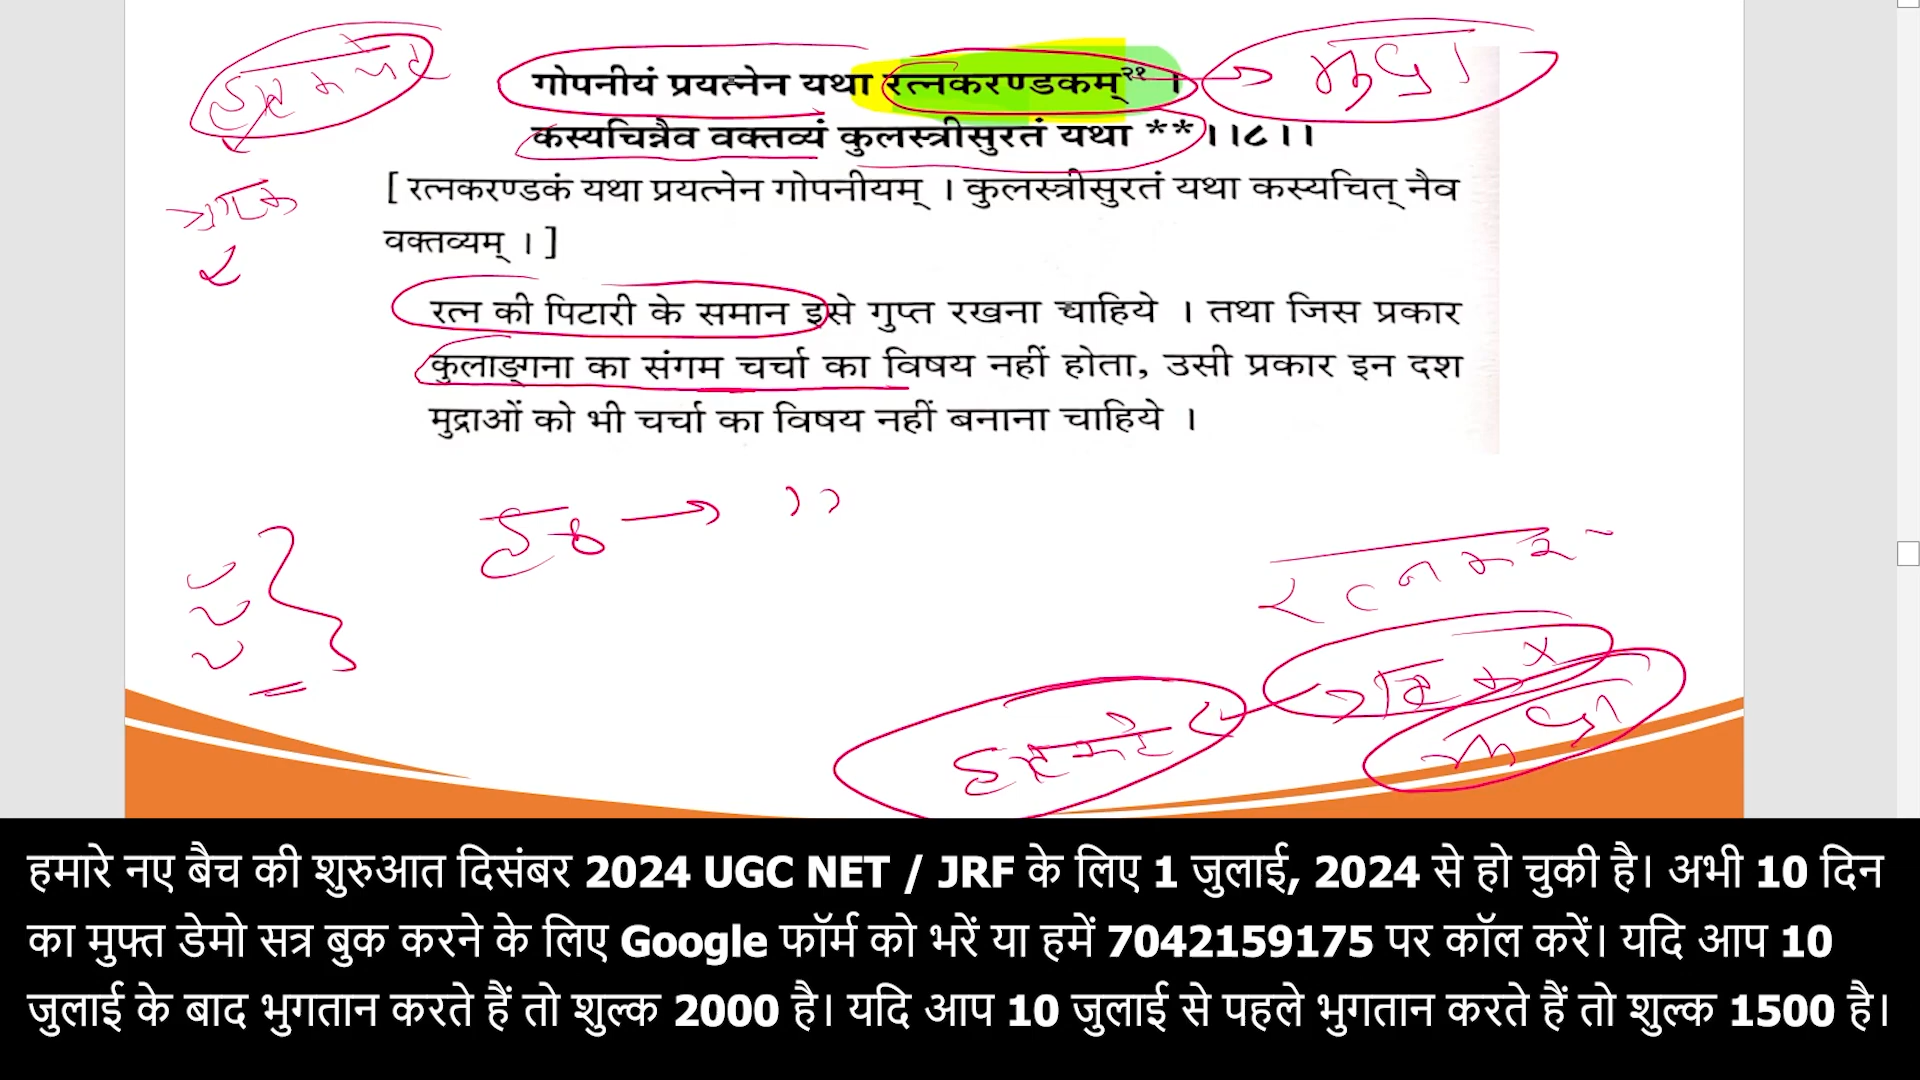 गोपनीयं प्रयत्नेन यथा रत्नकरण्डकम्२१ ।
मुद्रा
कस्यचिन्नैव वक्तव्यं कुलस्त्रीसुरतं यथा ** ।।८।।
[ रत्नकरण्डकं यथा प्रयत्नेन गोपनीयम् । कुलस्त्रीसुरतं यथा कस्यचित् नैव
वक्तव्यम् । ]
रत्न की पिटारी के समान इसे गुप्त रखना चाहिये । तथा जिस प्रकार
कुलाङ्गना का संगम चर्चा का विषय नहीं होता, उसी प्रकार इन दश
मुद्राओं को भी चर्चा का विषय नहीं बनाना चाहिये ।
हठ →
मुद्रा
हमारे नए बैच की शुरुआत दिसंबर 2024 UGC NET / JRF के लिए 1 जुलाई, 2024 से हो चुकी है। अभी 10 दिन
का मुफ्त डेमो सत्र बुक करने के लिए Google फॉर्म को भरें या हमें 7042159175 पर कॉल करें। यदि आप 10
जुलाई के बाद भुगतान करते हैं तो शुल्क 2000 है। यदि आप 10 जुलाई से पहले भुगतान करते हैं तो शुल्क 1500 है।